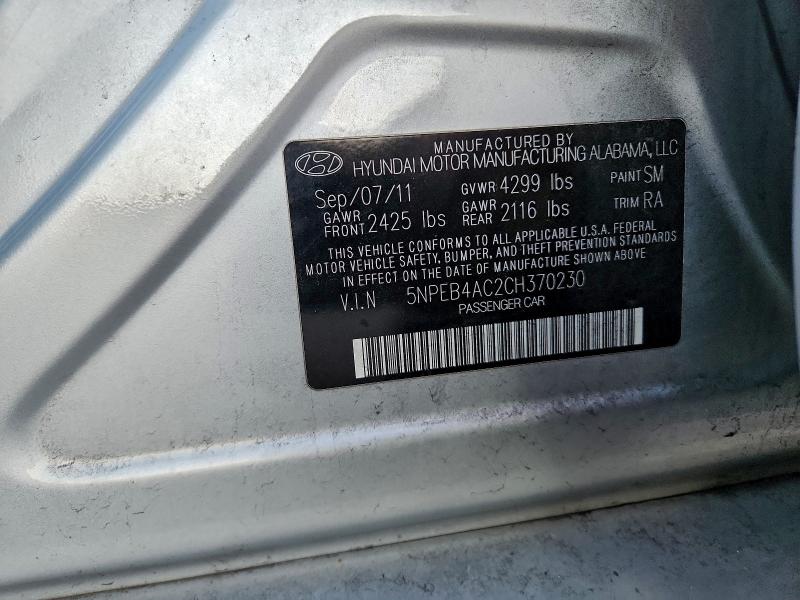 MANUFACTURED BY
HYUNDAI MOTOR MANUFACTURING ALABAMA, LLC
Sep/07/11 GVWR 4299 lbs PAINT SM
GAWR FRONT 2425 lbs GAWR REAR 2116 lbs TRIM RA
THIS VEHICLE CONFORMS TO ALL APPLICABLE U.S.A. FEDERAL
MOTOR VEHICLE SAFETY, BUMPER, AND THEFT PREVENTION STANDARDS
IN EFFECT ON THE DATE OF MANUFACTURE SHOWN ABOVE
V.I.N 5NPEB4AC2CH370230
PASSENGER CAR